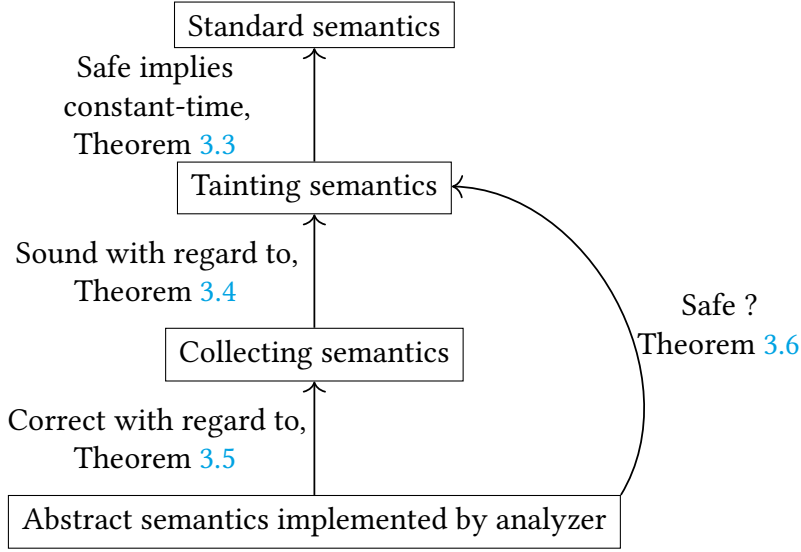 Standard semantics
Safe implies
constant-time,
Theorem 3.3
Tainting semantics
Sound with regard to,
Theorem 3.4
Safe ?
Theorem 3.6
Collecting semantics
Correct with regard to,
Theorem 3.5
Abstract semantics implemented by analyzer